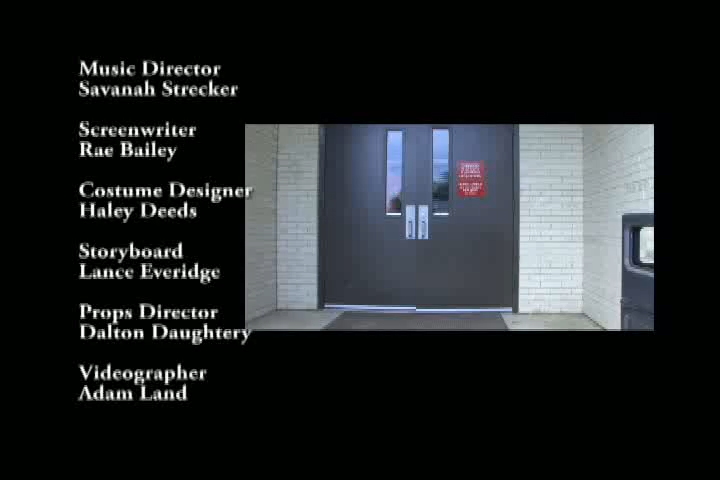 Music Director
Savanah Strecker
Screenwriter
Rae Bailey
Costume Designer
Haley Deeds
Storyboard
Lance Everidge
Props Director
Dalton Daughtery
Videographer
Adam Land